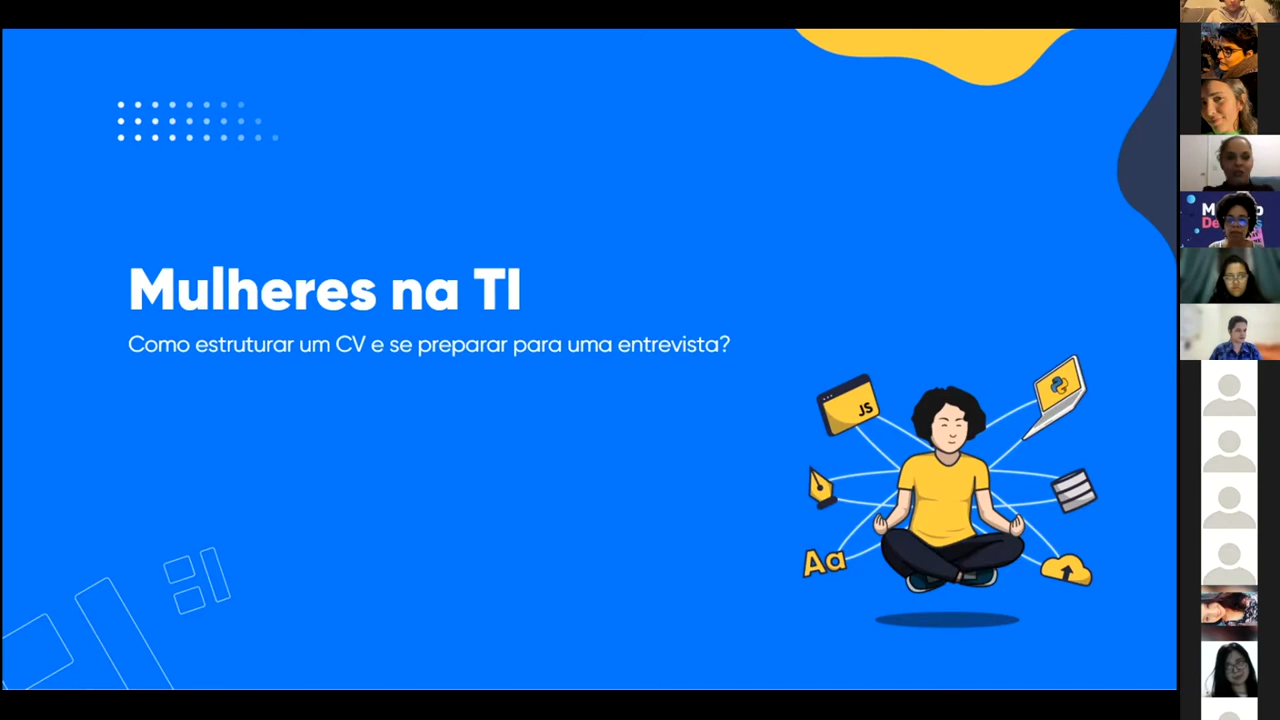 Mulheres na TI
Como estruturar um CV e se preparar para uma entrevista?
JS
Aa